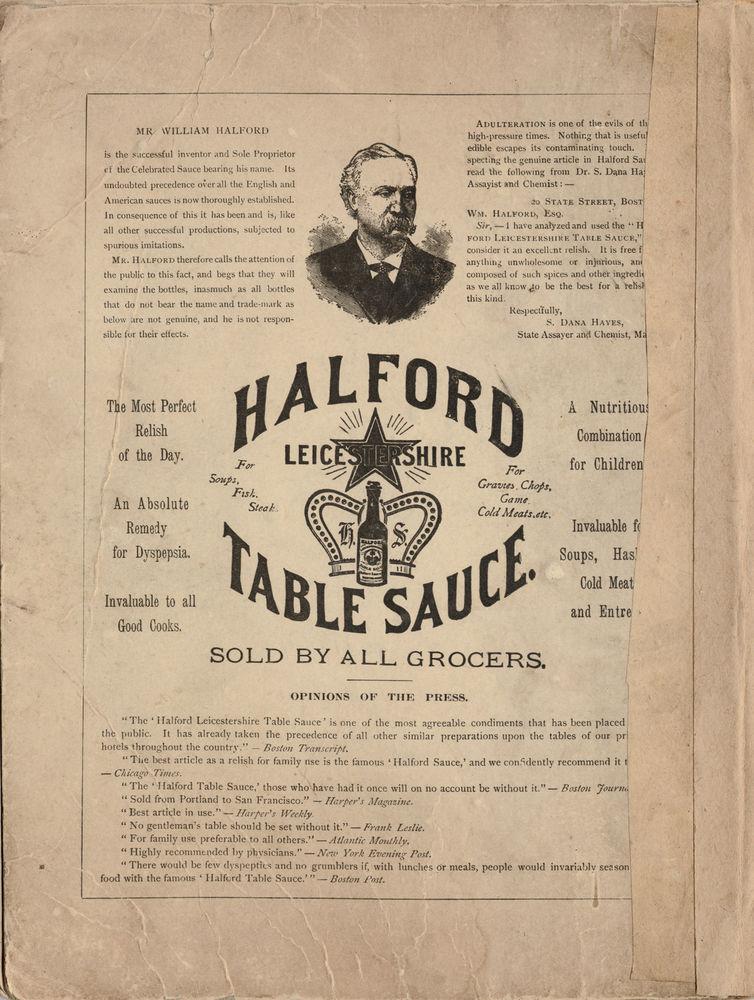 MR WILLIAM HALFORD
is the successful inventor and Sole Proprietor
of the Celebrated Sauce bearing his name. Its
undoubted precedence over all the English and
American sauces is now thoroughly established.
In consequence of this it has been and is, like
all other successful productions, subjected to
spurious imitations.
MR. HALFORD therefore calls the attention of
the public to this fact, and begs that they will
examine the bottles, inasmuch as all bottles
that do not bear the name and trade-mark as
below are not genuine, and he is not respon-
sible for their effects.
ADULTERATION is one of the evils of th
high-pressure times. Nothing that is useful
edible escapes its contaminating touch.
specting the genuine article in Halford Sau
read the following from Dr. S. Dana Ha
Assayist and Chemist: —
20 STATE STREET, BOST
WM. HALFORD, ESQ.
Sir, — I have analyzed and used the "H
FORD LEICESTERSHIRE TABLE SAUCE,"
consider it an excellent relish. It is free f
anything unwholesome or injurious, an
composed of such spices and other ingredie
as we all know to be the best for a relish
this kind.
Respectfully,
S. DANA HAYES,
State Assayer and Chemist, Ma
HALFORD
LEICESTERSHIRE
The Most Perfect
Relish
of the Day.
An Absolute
Remedy
for Dyspepsia.
Invaluable to all
Good Cooks.
For
Soups,
Fish.
Steak.
For
Gravies, Chops,
Game.
Cold Meats, etc.
H. S.
HALFORD
A Nutritious
Combination
for Children
Invaluable fo
Soups, Has
Cold Meat
and Entre
TABLE SAUCE.
SOLD BY ALL GROCERS.
OPINIONS OF THE PRESS.
"The 'Halford Leicestershire Table Sauce' is one of the most agreeable condiments that has been placed
the public. It has already taken the precedence of all other similar preparations upon the tables of our pr
hotels throughout the country." — Boston Transcript.
"The best article as a relish for family use is the famous 'Halford Sauce,' and we confidently recommend it t
— Chicago Times.
"The 'Halford Table Sauce,' those who have had it once will on no account be without it." — Boston Journa
"Sold from Portland to San Francisco." — Harper's Magazine.
"Best article in use." — Harper's Weekly.
"No gentleman's table should be set without it." — Frank Leslie.
"For family use preferable to all others." — Atlantic Monthly.
"Highly recommended by physicians." — New York Evening Post.
"There would be few dyspeptics and no grumblers if, with lunches or meals, people would invariably season
food with the famous 'Halford Table Sauce.'" — Boston Post.